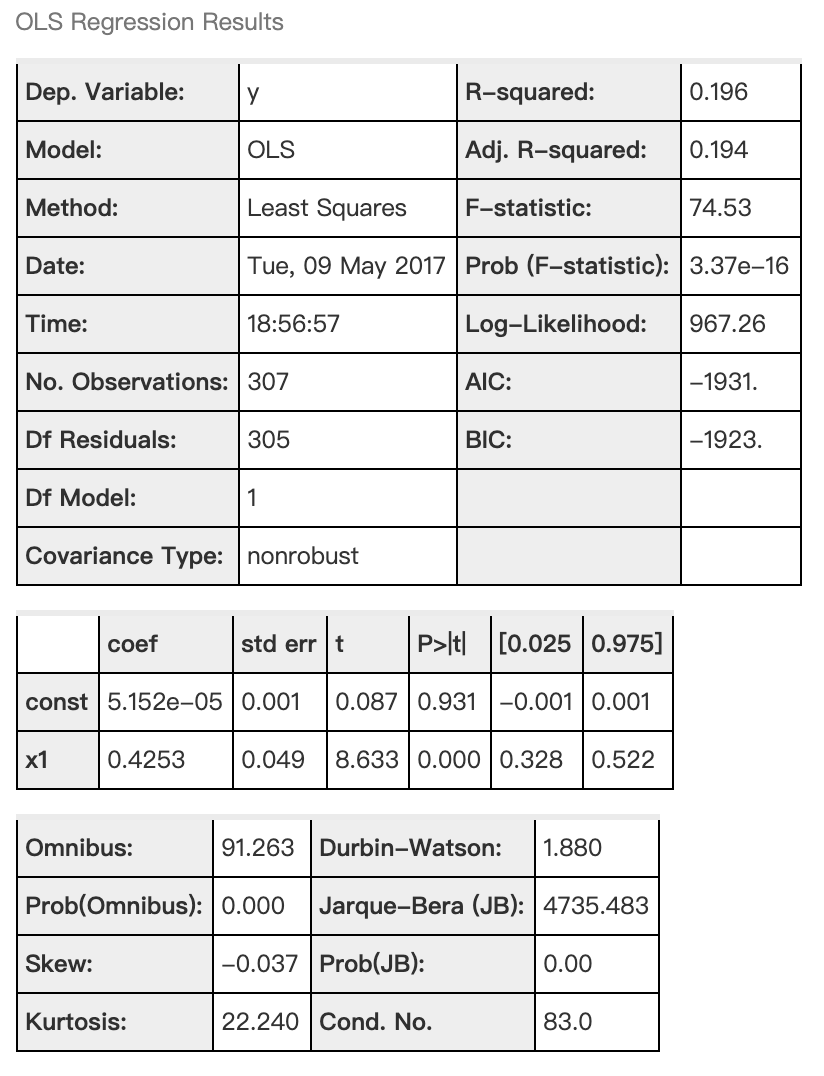 OLS Regression Results
Dep. Variable: y R-squared: 0.196
Model: OLS Adj. R-squared: 0.194
Method: Least Squares F-statistic: 74.53
Date: Tue, 09 May 2017 Prob (F-statistic): 3.37e-16
Time: 18:56:57 Log-Likelihood: 967.26
No. Observations: 307 AIC: -1931.
Df Residuals: 305 BIC: -1923.
Df Model: 1
Covariance Type: nonrobust
coef std err t P>|t| [0.025 0.975]
const 5.152e-05 0.001 0.087 0.931 -0.001 0.001
x1 0.4253 0.049 8.633 0.000 0.328 0.522
Omnibus: 91.263 Durbin-Watson: 1.880
Prob(Omnibus): 0.000 Jarque-Bera (JB): 4735.483
Skew: -0.037 Prob(JB): 0.00
Kurtosis: 22.240 Cond. No. 83.0